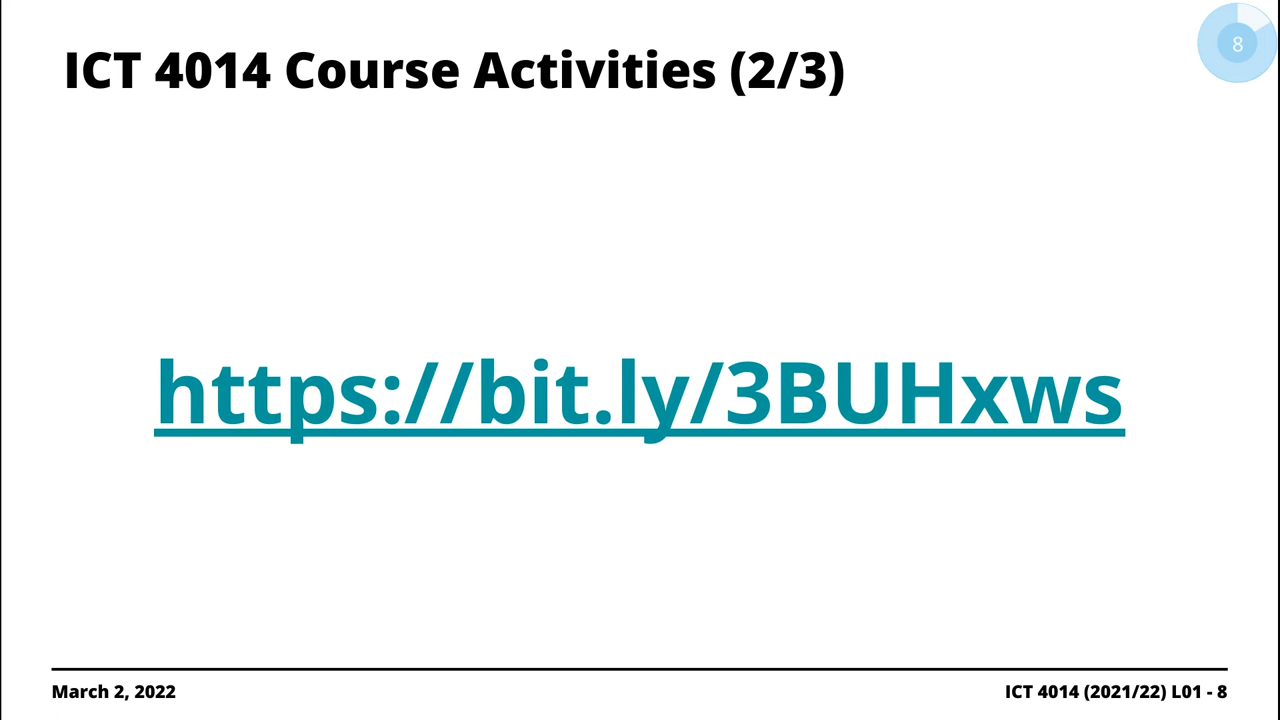 ICT 4014 Course Activities (2/3)
8
https://bit.ly/3BUHxws
March 2, 2022
ICT 4014 (2021/22) L01 - 8